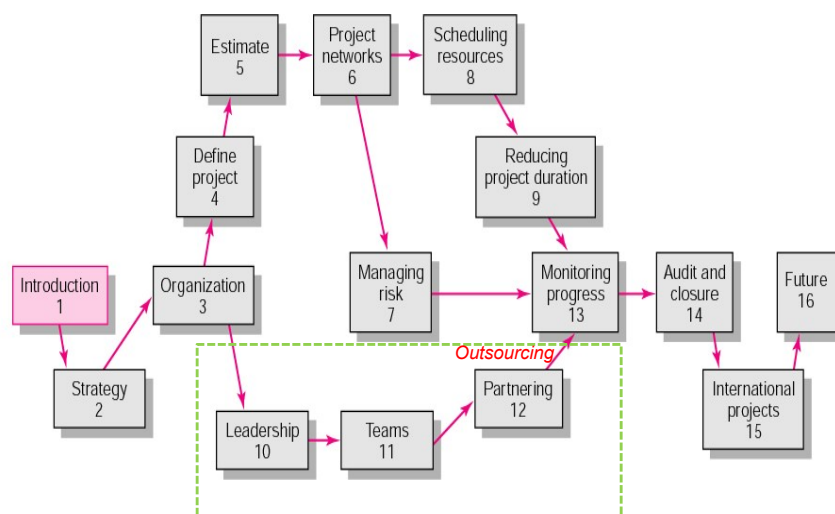 Introduction
1
Strategy
2
Organization
3
Define
project
4
Estimate
5
Project
networks
6
Managing
risk
7
Scheduling
resources
8
Reducing
project duration
9
Leadership
10
Teams
11
Outsourcing
Partnering
12
Monitoring
progress
13
Audit and
closure
14
International
projects
15
Future
16